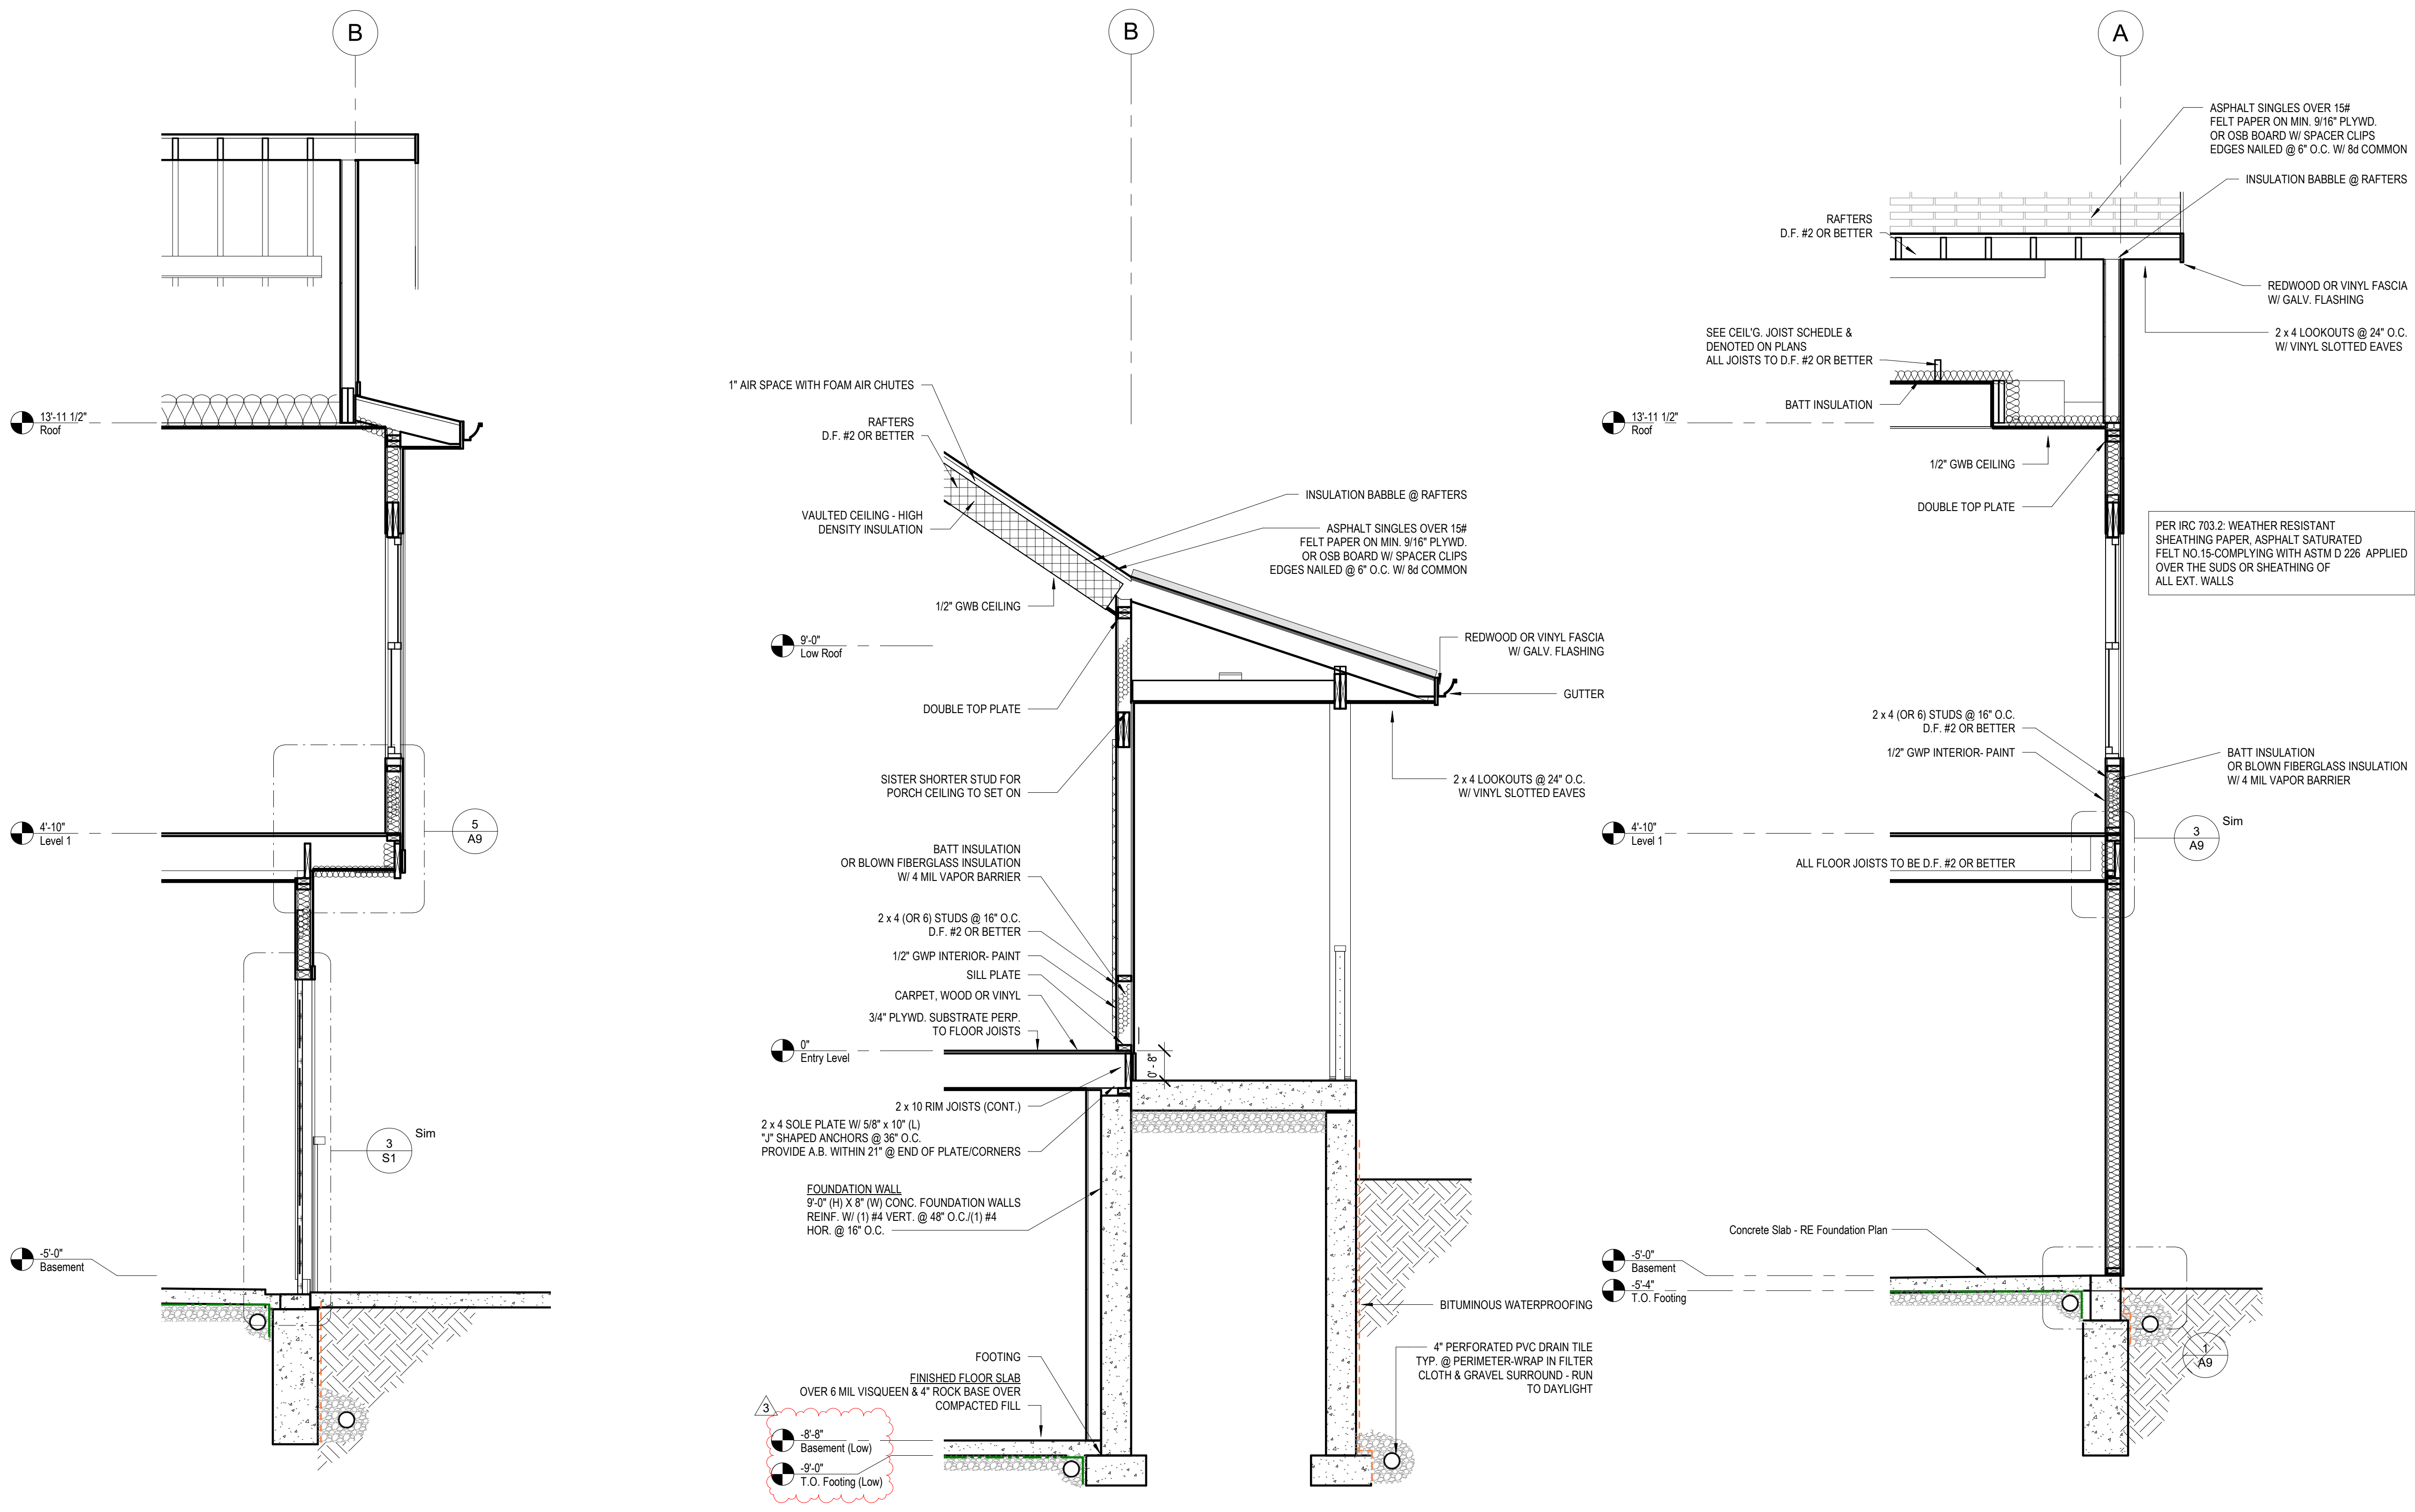 B
13'-11 1/2"
Roof
4'-10"
Level 1
5
A9
3
S1
Sim
-5'-0"
Basement
B
1" AIR SPACE WITH FOAM AIR CHUTES
RAFTERS
D.F. #2 OR BETTER
VAULTED CEILING - HIGH
DENSITY INSULATION
1/2" GWB CEILING
9'-0"
Low Roof
DOUBLE TOP PLATE
SISTER SHORTER STUD FOR
PORCH CEILING TO SET ON
BATT INSULATION
OR BLOWN FIBERGLASS INSULATION
W/ 4 MIL VAPOR BARRIER
2 x 4 (OR 6) STUDS @ 16" O.C.
D.F. #2 OR BETTER
1/2" GWP INTERIOR- PAINT
SILL PLATE
CARPET, WOOD OR VINYL
3/4" PLYWD. SUBSTRATE PERP.
TO FLOOR JOISTS
0"
Entry Level
0' - 8"
2 x 10 RIM JOISTS (CONT.)
2 x 4 SOLE PLATE W/ 5/8" x 10" (L)
"J" SHAPED ANCHORS @ 36" O.C.
PROVIDE A.B. WITHIN 21" @ END OF PLATE/CORNERS
FOUNDATION WALL
9'-0" (H) X 8" (W) CONC. FOUNDATION WALLS
REINF. W/ (1) #4 VERT. @ 48" O.C./(1) #4
HOR. @ 16" O.C.
FOOTING
FINISHED FLOOR SLAB
OVER 6 MIL VISQUEEN & 4" ROCK BASE OVER
COMPACTED FILL
3
-8'-8"
Basement (Low)
-9'-0"
T.O. Footing (Low)
INSULATION BABBLE @ RAFTERS
ASPHALT SINGLES OVER 15#
FELT PAPER ON MIN. 9/16" PLYWD.
OR OSB BOARD W/ SPACER CLIPS
EDGES NAILED @ 6" O.C. W/ 8d COMMON
REDWOOD OR VINYL FASCIA
W/ GALV. FLASHING
GUTTER
2 x 4 LOOKOUTS @ 24" O.C.
W/ VINYL SLOTTED EAVES
BITUMINOUS WATERPROOFING
4" PERFORATED PVC DRAIN TILE
TYP. @ PERIMETER-WRAP IN FILTER
CLOTH & GRAVEL SURROUND - RUN
TO DAYLIGHT
A
ASPHALT SINGLES OVER 15#
FELT PAPER ON MIN. 9/16" PLYWD.
OR OSB BOARD W/ SPACER CLIPS
EDGES NAILED @ 6" O.C. W/ 8d COMMON
INSULATION BABBLE @ RAFTERS
RAFTERS
D.F. #2 OR BETTER
REDWOOD OR VINYL FASCIA
W/ GALV. FLASHING
2 x 4 LOOKOUTS @ 24" O.C.
W/ VINYL SLOTTED EAVES
SEE CEIL'G. JOIST SCHEDLE &
DENOTED ON PLANS
ALL JOISTS TO D.F. #2 OR BETTER
BATT INSULATION
13'-11 1/2"
Roof
1/2" GWB CEILING
DOUBLE TOP PLATE
PER IRC 703.2: WEATHER RESISTANT
SHEATHING PAPER, ASPHALT SATURATED
FELT NO.15-COMPLYING WITH ASTM D 226 APPLIED
OVER THE SUDS OR SHEATHING OF
ALL EXT. WALLS
2 x 4 (OR 6) STUDS @ 16" O.C.
D.F. #2 OR BETTER
1/2" GWP INTERIOR- PAINT
BATT INSULATION
OR BLOWN FIBERGLASS INSULATION
W/ 4 MIL VAPOR BARRIER
4'-10"
Level 1
3
A9
Sim
ALL FLOOR JOISTS TO BE D.F. #2 OR BETTER
Concrete Slab - RE Foundation Plan
-5'-0"
Basement
-5'-4"
T.O. Footing
1
A9